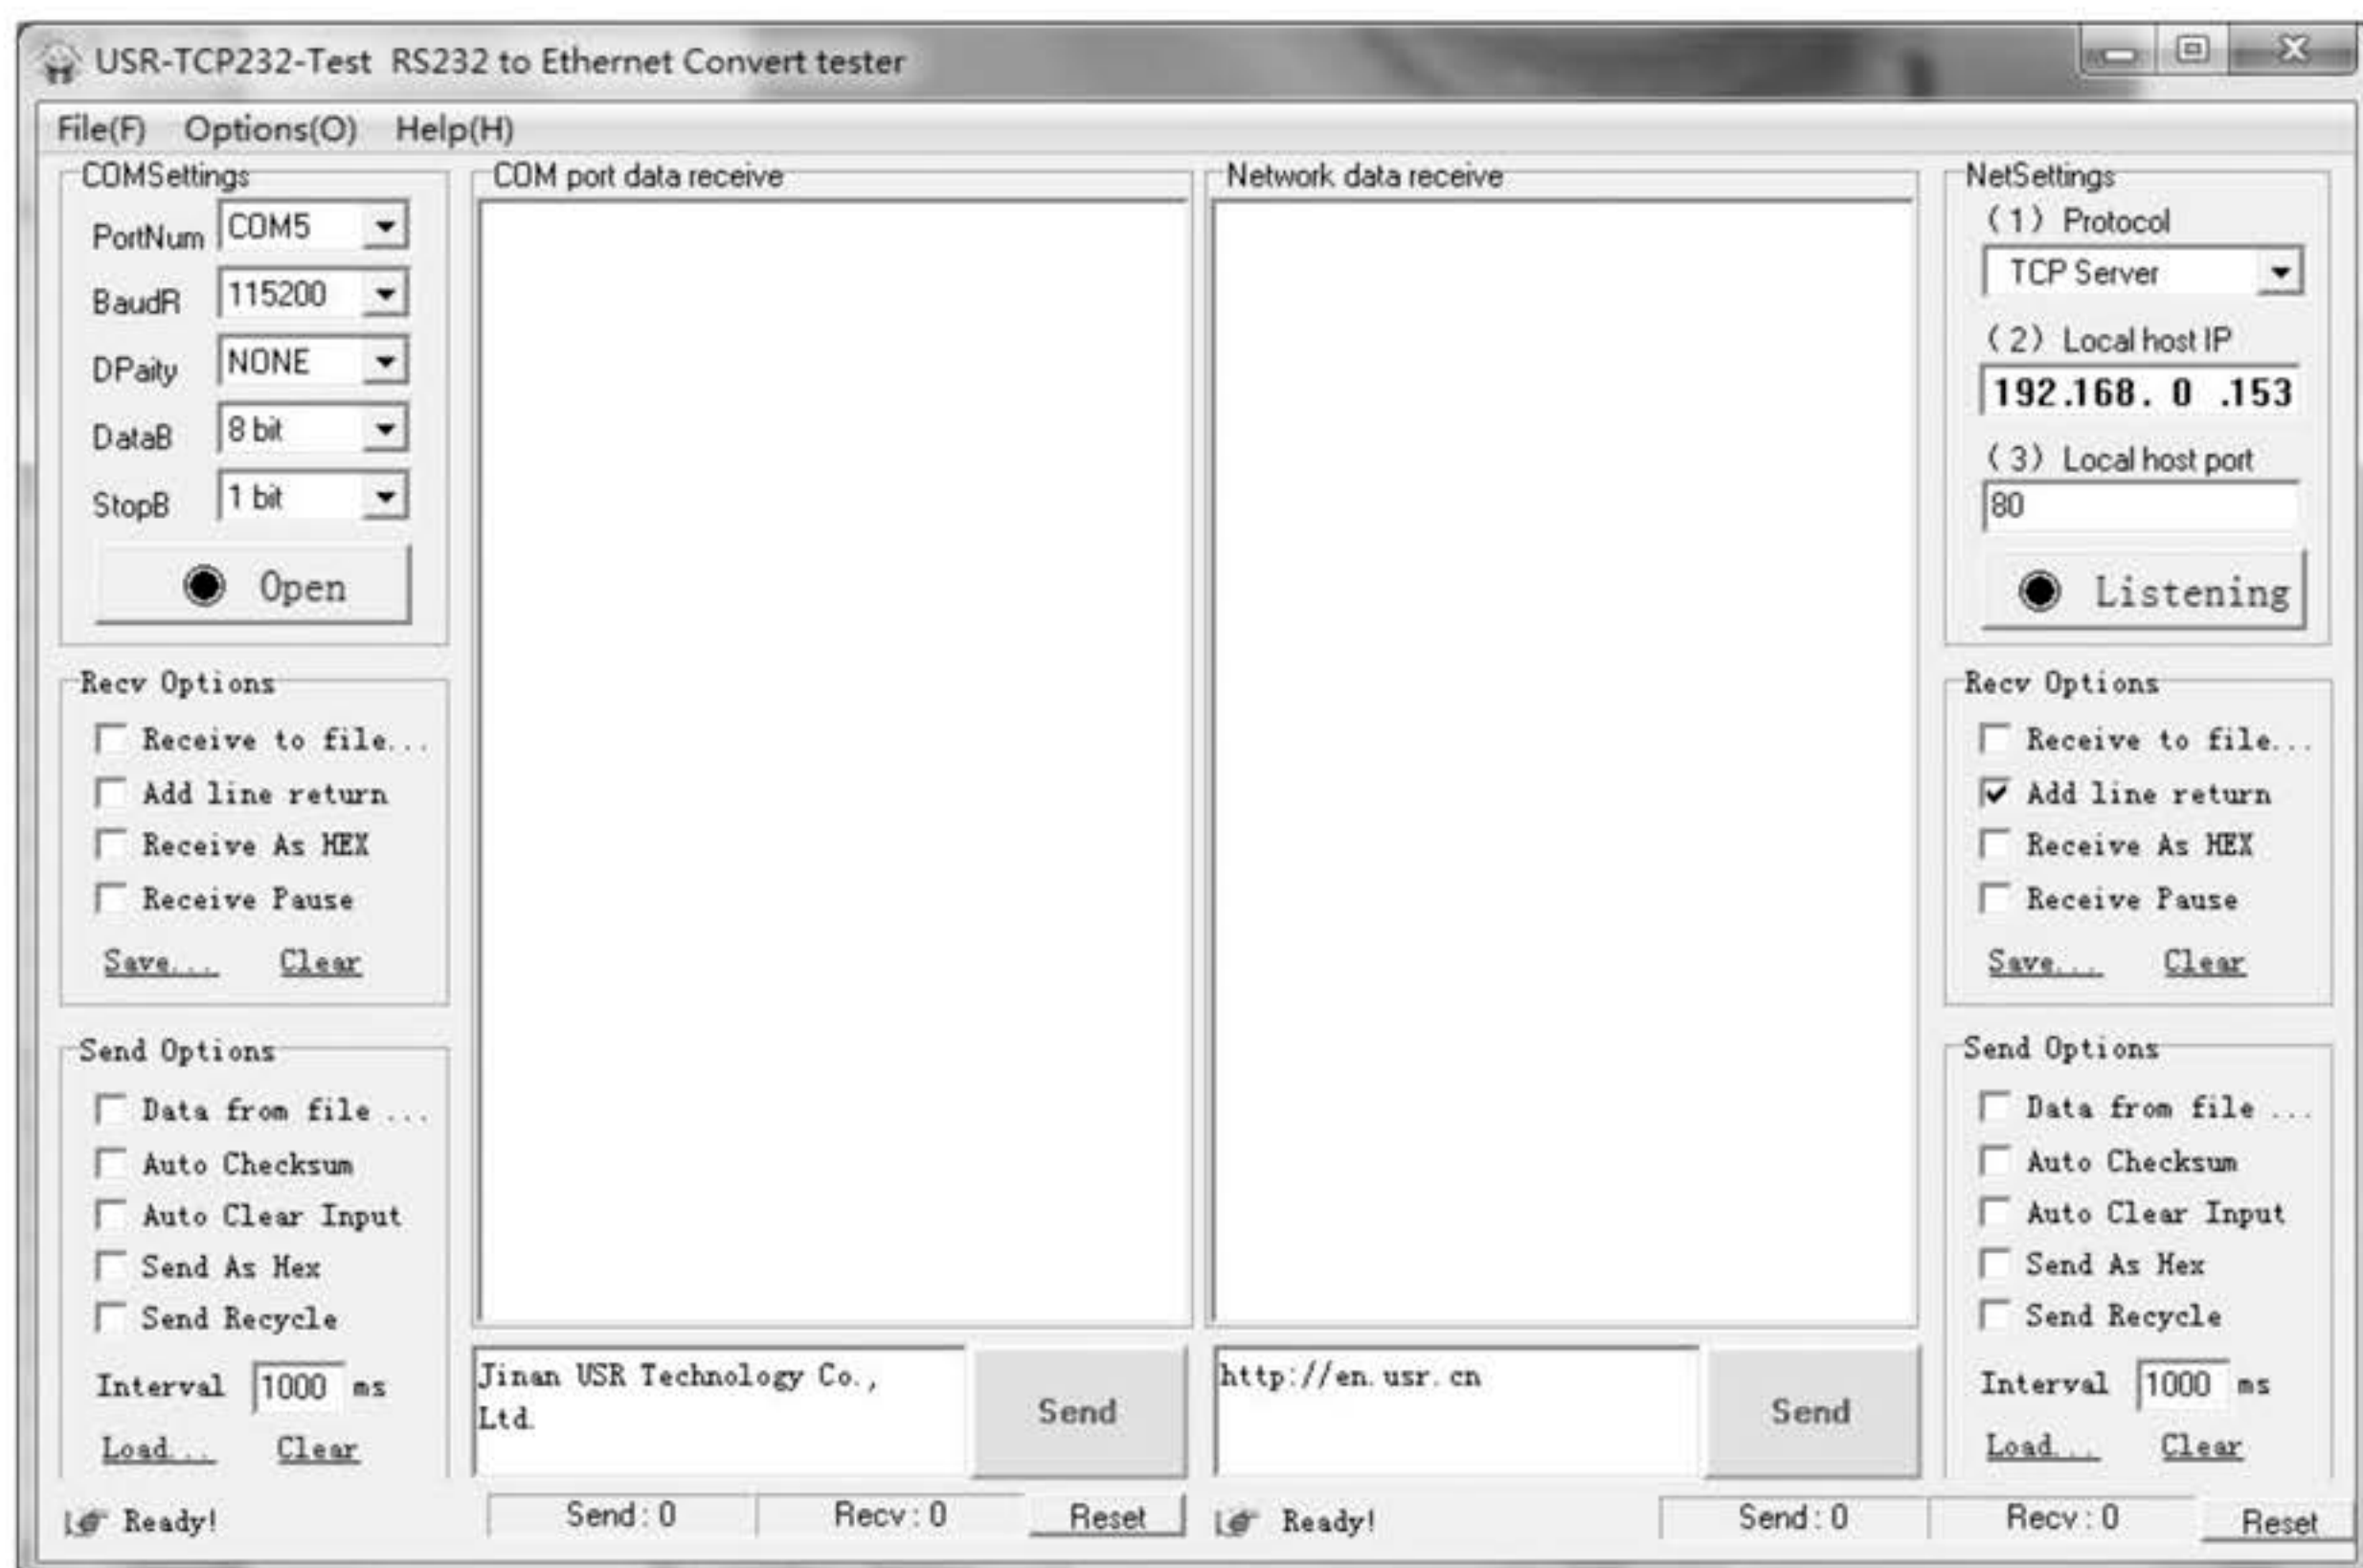 USR-TCP232-Test RS232 to Ethernet Convert tester
File(F) Options(O) Help(H)
COMSettings
PortNum COM5
BaudR 115200
DPaity NONE
DataB 8 bit
StopB 1 bit
Open
Recv Options
Receive to file...
Add line return
Receive As HEX
Receive Pause
Save... Clear
Send Options
Data from file ...
Auto Checksum
Auto Clear Input
Send As Hex
Send Recycle
Interval 1000 ms
Load... Clear
COM port data receive
Jinan USR Technology Co.,
Ltd.
Send
Network data receive
http://en.usr.cn
Send
NetSettings
(1) Protocol
TCP Server
(2) Local host IP
192.168. 0 .153
(3) Local host port
80
Listening
Recv Options
Receive to file...
Add line return
Receive As HEX
Receive Pause
Save... Clear
Send Options
Data from file ...
Auto Checksum
Auto Clear Input
Send As Hex
Send Recycle
Interval 1000 ms
Load... Clear
Ready! Send : 0 Recv : 0 Reset
Ready! Send : 0 Recv : 0 Reset